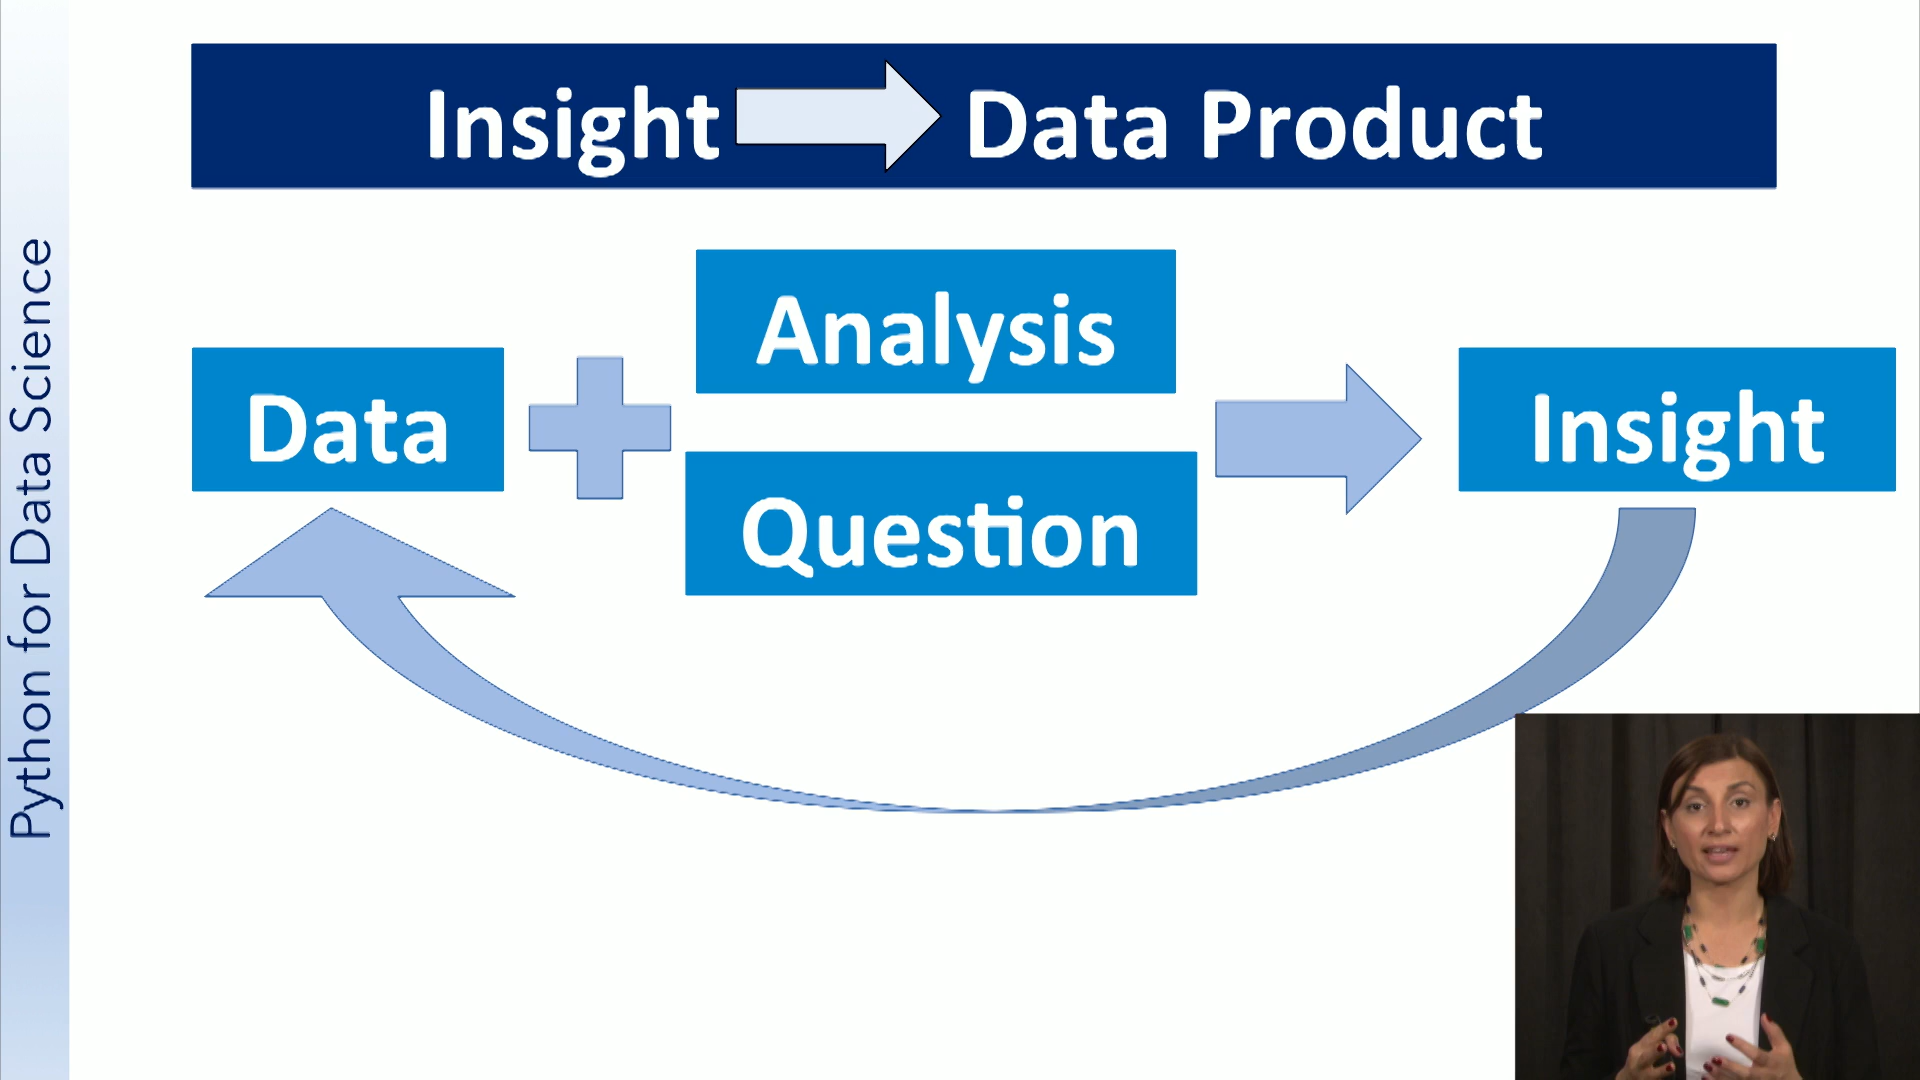 Insight Data Product
Analysis
Data
Insight
Question
Python for Data Science